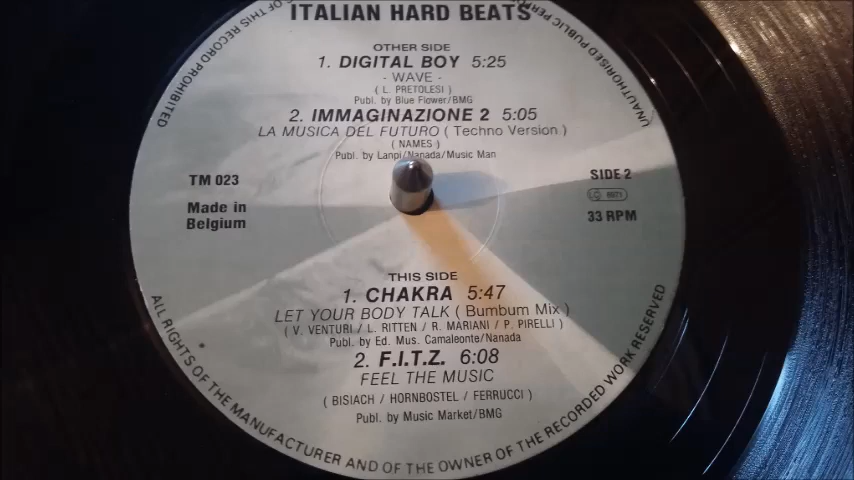 ITALIAN HARD BEATS
OTHER SIDE
1. DIGITAL BOY 5:25
- WAVE -
( L. PRETOLESI )
Publ. by Blue Flower/BMG
2. IMMAGINAZIONE 2 5:05
LA MUSICA DEL FUTURO ( Techno Version )
( NAMES )
Publ. by Lanpi/Nanada/Music Man
TM 023
Made in
Belgium
SIDE 2
33 RPM
THIS SIDE
1. CHAKRA 5:47
LET YOUR BODY TALK ( Bumbum Mix )
( V. VENTURI / L. RITTEN / R. MARIANI / P. PIRELLI )
Publ. by Ed. Mus. Camaleonte/Nanada
2. F.I.T.Z. 6:08
FEEL THE MUSIC
( BISIACH / HORNBOSTEL / FERRUCCI )
Publ. by Music Market/BMG
ALL RIGHTS OF THE MANUFACTURER AND OF THE OWNER OF THE RECORDED WORK RESERVED
UNAUTHORISED PUBLIC
OF THIS RECORD PROHIBITED